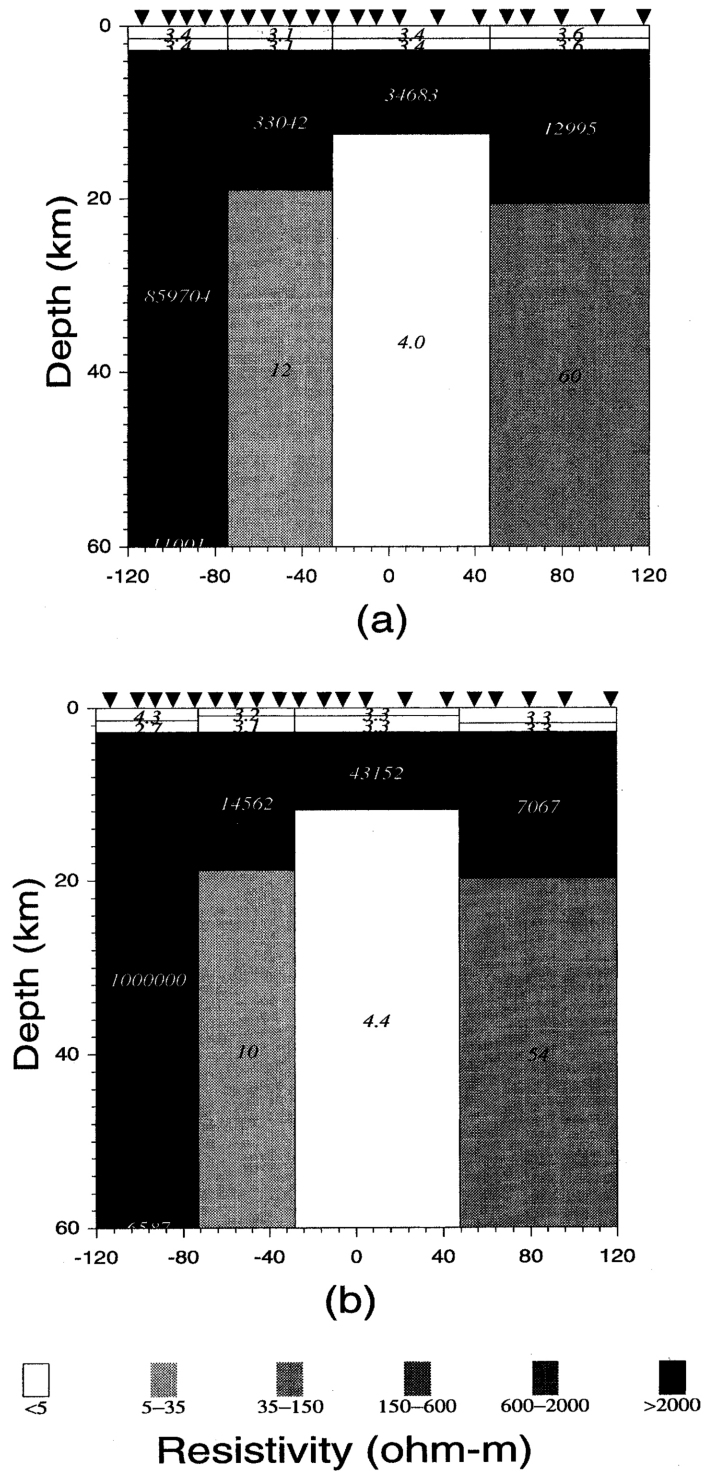 0
3.4 3.1 3.4 3.6
3.4 3.1 3.4 3.6
34683
33042 12995
20
859704
Depth (km)
4.0
12 60
40
11001
60
-120 -80 -40 0 40 80 120
(a)
0
4.3 3.2 3.3 3.3
2.7 3.1 3.3 3.3
43152
14562 7067
20
Depth (km)
1000000
4.4
10 54
40
6587
60
-120 -80 -40 0 40 80 120
(b)
<5 5–35 35–150 150–600 600–2000 >2000
Resistivity (ohm-m)